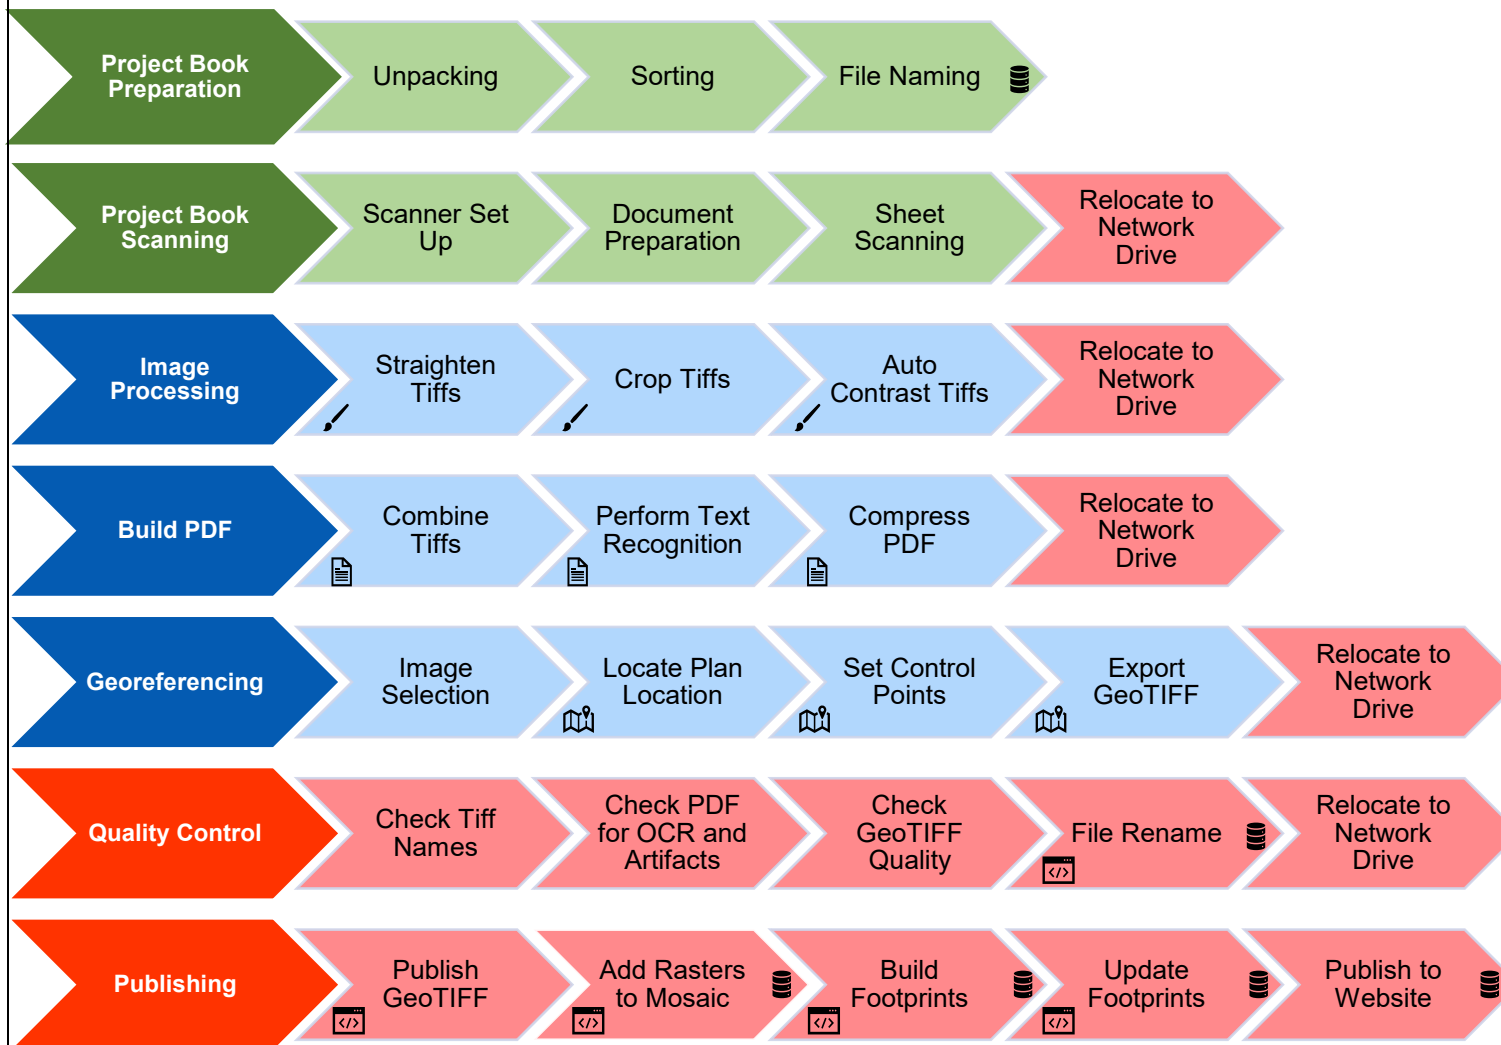 Project Book
Preparation
Unpacking
Sorting
File Naming
Project Book
Scanning
Scanner Set
Up
Document
Preparation
Sheet
Scanning
Relocate to
Network
Drive
Image
Processing
Straighten
Tiffs
Crop Tiffs
Auto
Contrast Tiffs
Relocate to
Network
Drive
Build PDF
Combine
Tiffs
Perform Text
Recognition
Compress
PDF
Relocate to
Network
Drive
Georeferencing
Image
Selection
Locate Plan
Location
Set Control
Points
Export
GeoTIFF
Relocate to
Network
Drive
Quality Control
Check Tiff
Names
Check PDF
for OCR and
Artifacts
Check
GeoTIFF
Quality
File Rename
Relocate to
Network
Drive
Publishing
Publish
GeoTIFF
Add Rasters
to Mosaic
Build
Footprints
Update
Footprints
Publish to
Website